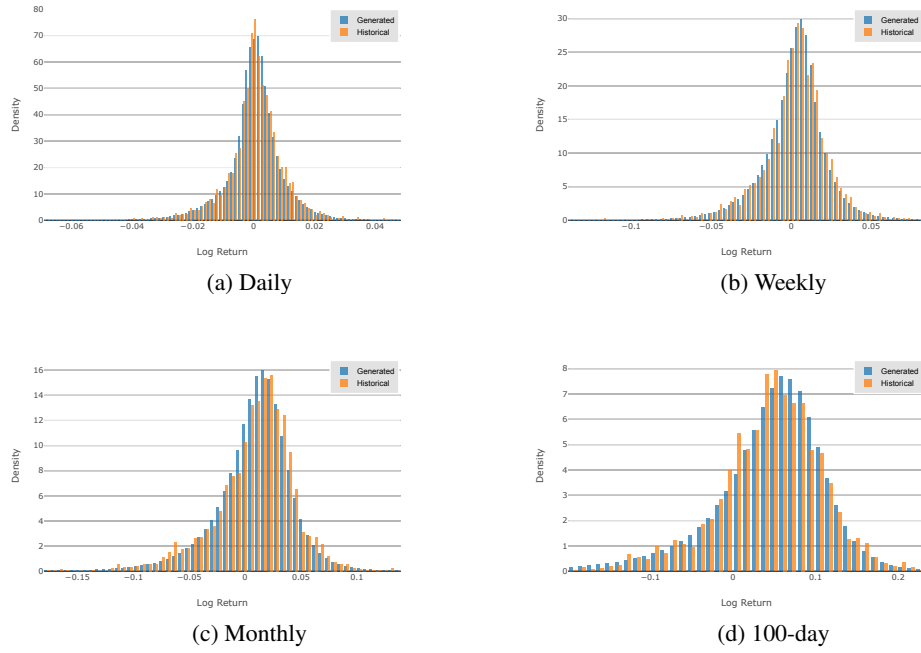 80
70
60
50
40
30
20
10
0
Density
−0.06
−0.04
−0.02
0
0.02
0.04
Log Return
Generated
Historical
(a) Daily
30
25
20
15
10
5
0
Density
−0.1
−0.05
0
0.05
Log Return
Generated
Historical
(b) Weekly
16
14
12
10
8
6
4
2
0
Density
−0.15
−0.1
−0.05
0
0.05
0.1
Log Return
Generated
Historical
(c) Monthly
8
7
6
5
4
3
2
1
0
Density
−0.1
0
0.1
0.2
Log Return
Generated
Historical
(d) 100-day